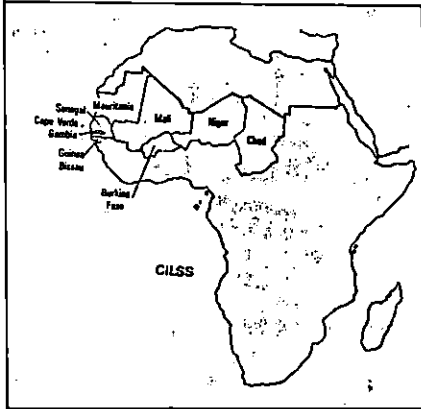 Senegal
Mauritania
Cape Verde
Gambia
Mali
Niger
Chad
Guinea
Bissau
Burkina
Faso
CILSS